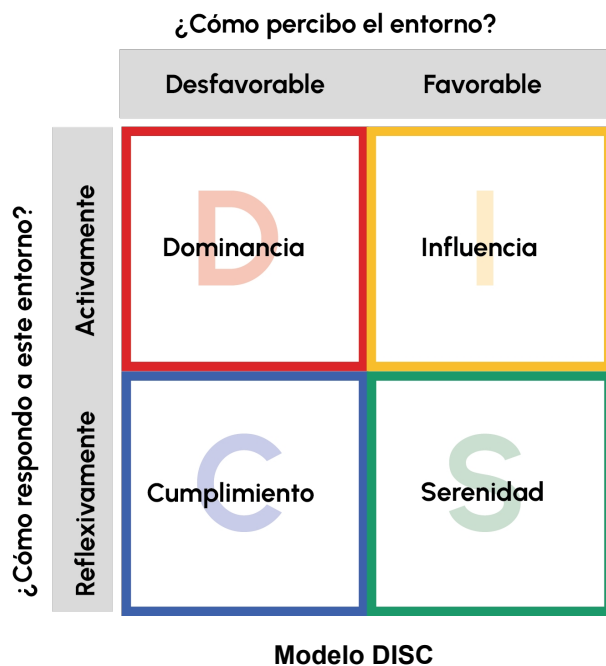 ¿Cómo percibo el entorno?
Desfavorable
Favorable
¿Cómo respondo a este entorno?
Activamente
D
Dominancia
I
Influencia
Reflexivamente
C
Cumplimiento
S
Serenidad
Modelo DISC